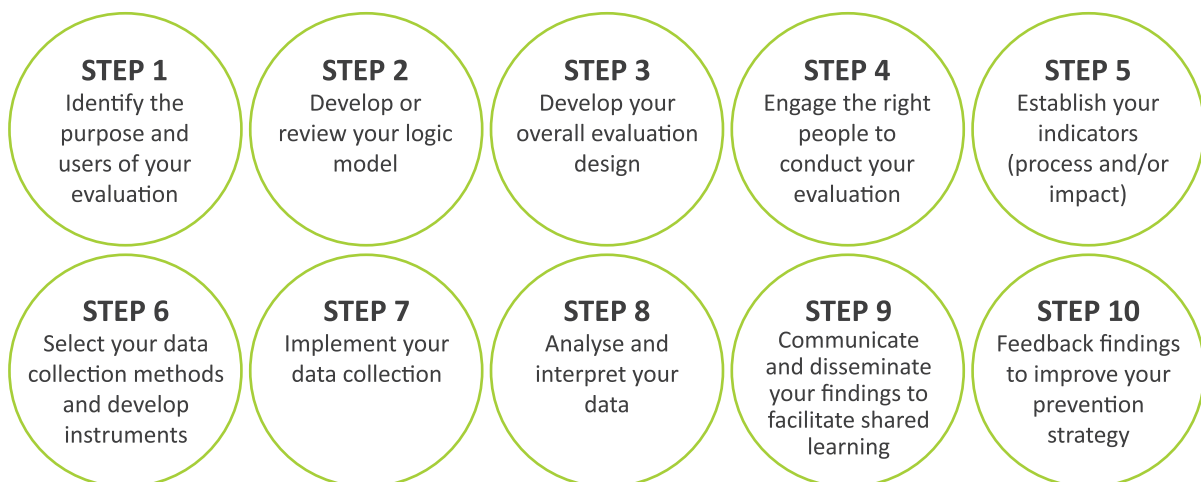 STEP 1
Identify the
purpose and
users of your
evaluation
STEP 2
Develop or
review your logic
model
STEP 3
Develop your
overall evaluation
design
STEP 4
Engage the right
people to
conduct your
evaluation
STEP 5
Establish your
indicators
(process and/or
impact)
STEP 6
Select your data
collection methods
and develop
instruments
STEP 7
Implement your
data collection
STEP 8
Analyse and
interpret your
data
STEP 9
Communicate
and disseminate
your findings to
facilitate shared
learning
STEP 10
Feedback findings
to improve your
prevention
strategy